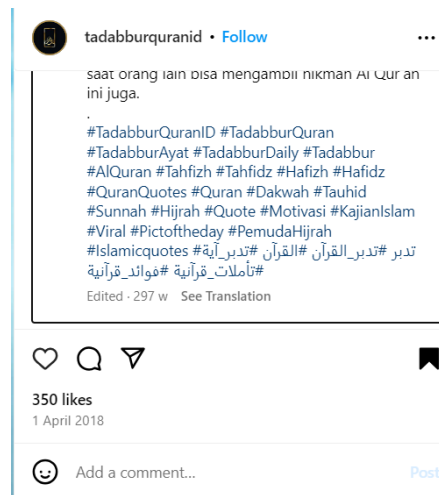 tadabburquranid • Follow
saat orang lain bisa mengambil hikmah Al Qur'an
ini juga.
.
#TadabburQuranID #TadabburQuran
#TadabburAyat #TadabburDaily #Tadabbur
#AlQuran #Tahfizh #Tahfidz #Hafizh #Hafidz
#QuranQuotes #Quran #Dakwah #Tauhid
#Sunnah #Hijrah #Quote #Motivasi #KajianIslam
#Viral #Pictoftheday #PemudaHijrah
#Islamicquotes #تدبر #تدبر_القرآن #القرآن #تدبر_آية
#تأملات_قرآنية #فوائد_قرآنية
Edited · 297 w See Translation
350 likes
1 April 2018
Add a comment...
Post